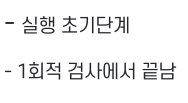 - 실행 초기단계
- 1회적 검사에서 끝남